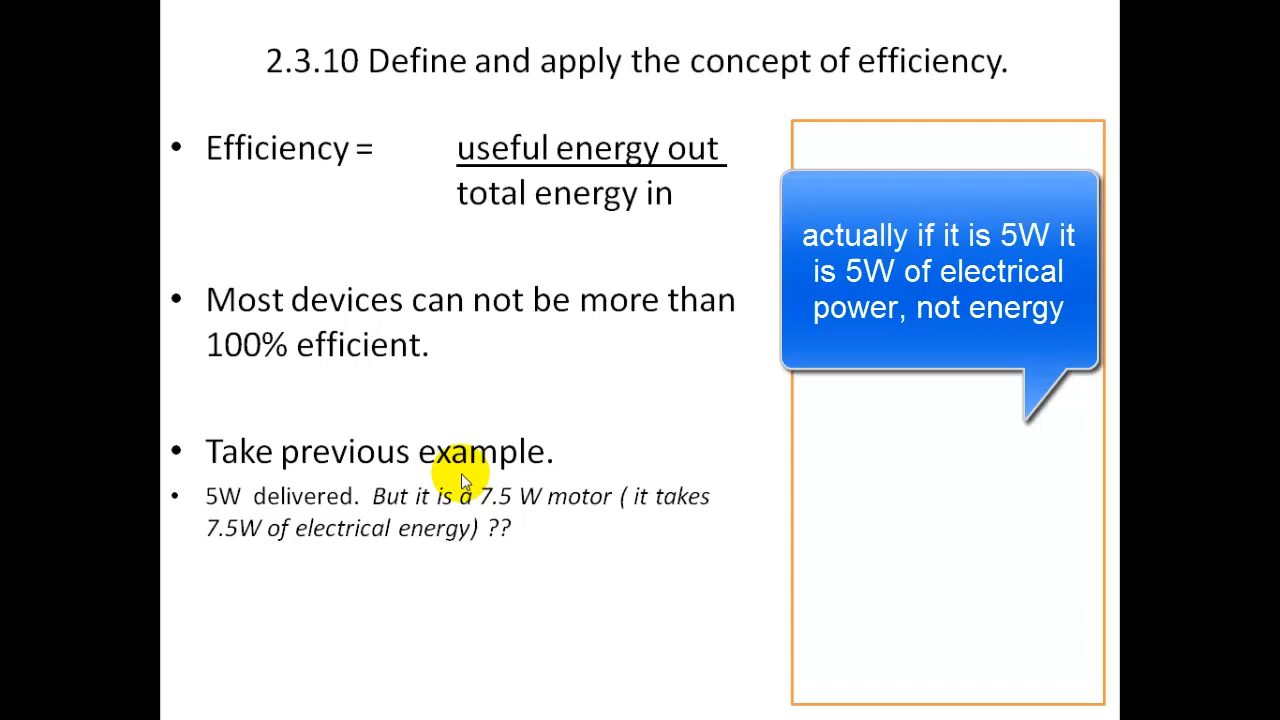 2.3.10 Define and apply the concept of efficiency.
• Efficiency = useful energy out
total energy in
• Most devices can not be more than
100% efficient.
• Take previous example.
• 5W delivered. But it is a 7.5 W motor ( it takes
7.5W of electrical energy) ??
actually if it is 5W it
is 5W of electrical
power, not energy